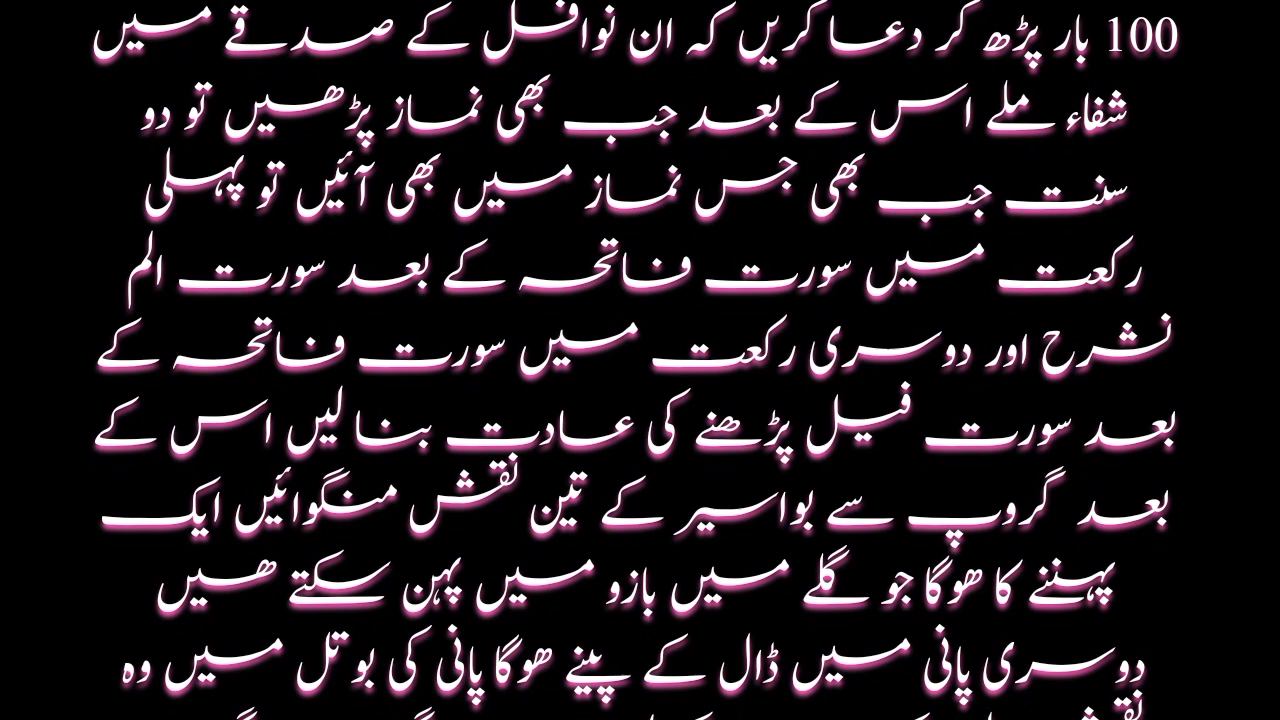 100 بار پڑھ کر دعا کریں کہ ان نوافل کے صدقے میں
شفاء ملے اس کے بعد جب بھی نماز پڑھیں تو دو
سنت جب بھی جس نماز میں بھی آئیں تو پہلی
رکعت میں سورت فاتحہ کے بعد سورت الم
نشرح اور دوسری رکعت میں سورت فاتحہ کے
بعد سورت فیل پڑھنے کی عادت بنا لیں اس کے
بعد گروپ سے بواسیر کے تین نقش منگوائیں ایک
پہننے کا ھوگا جو گلے میں بازو میں پہن سکتے ھیں
دوسری پانی میں ڈال کے پینے ھوگا پانی کی بوتل میں وہ
نقش